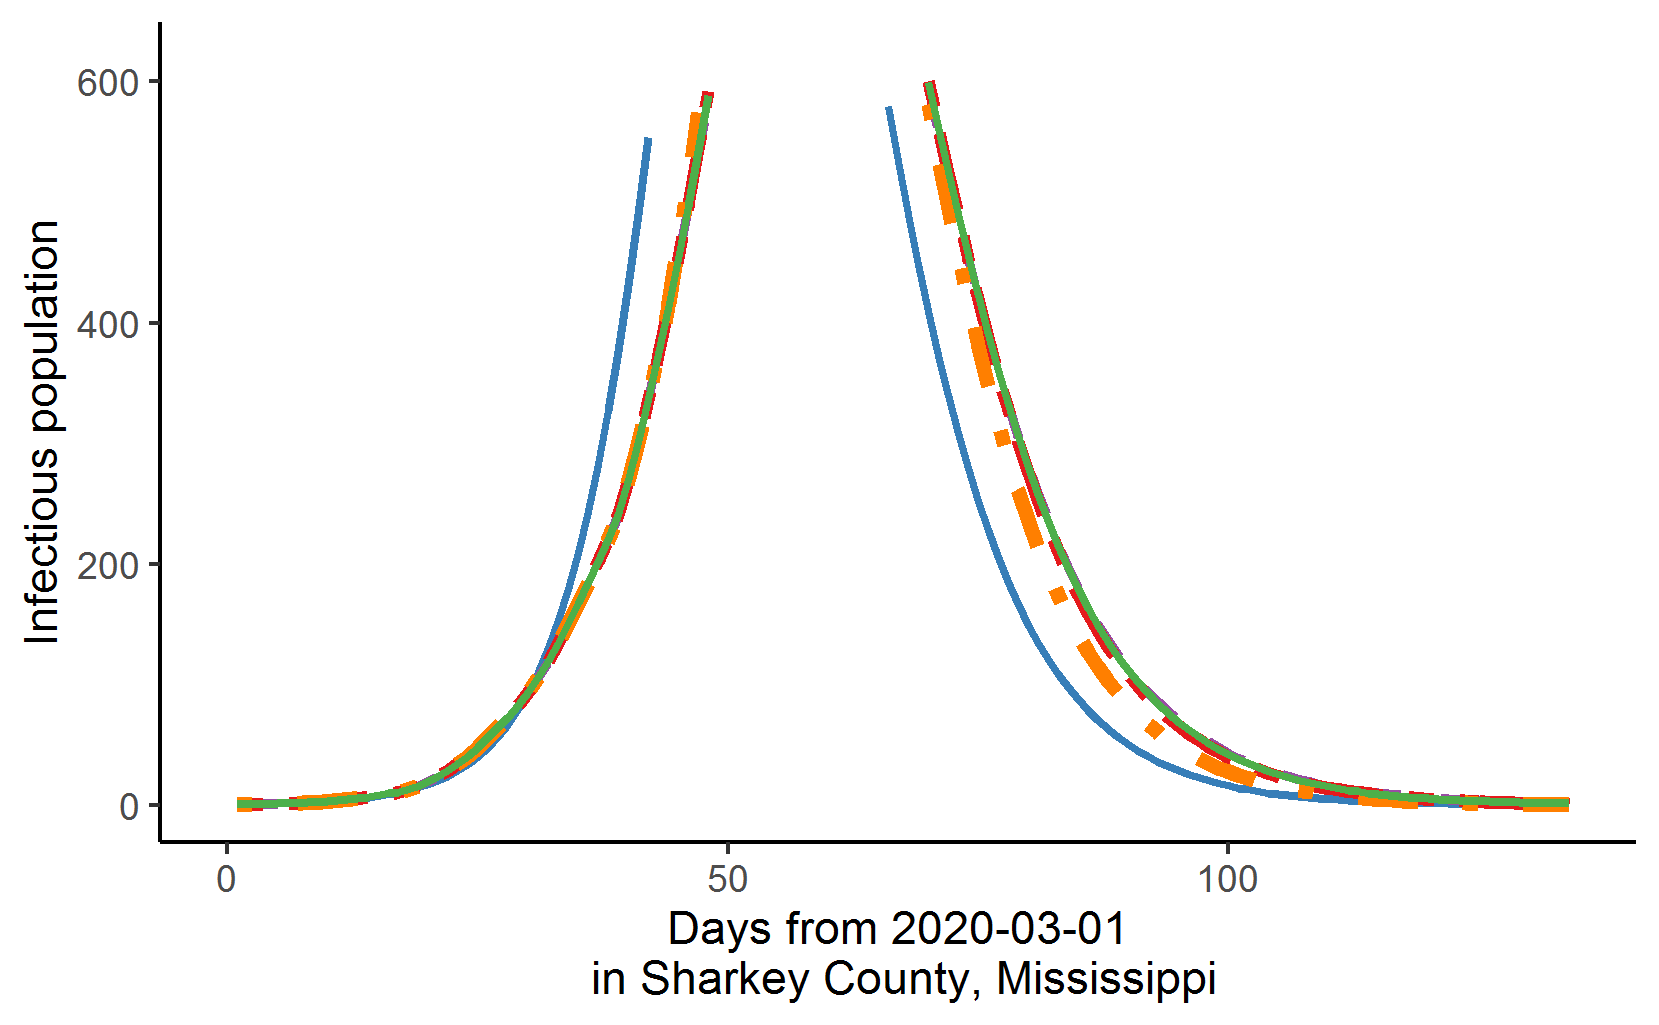 Infectious population
600
400
200
0
0 50 100
Days from 2020-03-01
in Sharkey County, Mississippi